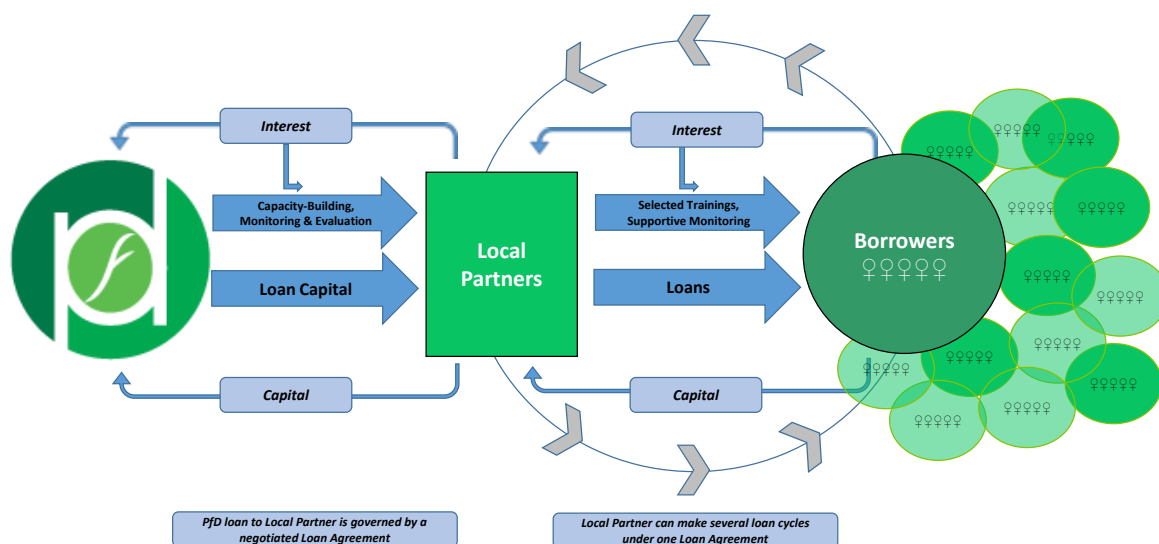 Interest
Interest
Capacity-Building,
Monitoring & Evaluation
Selected Trainings,
Supportive Monitoring
pfd
Local
Partners
Borrowers
♀♀♀♀♀
Loan Capital
Loans
Capital
Capital
♀♀♀♀♀
♀♀♀♀♀
♀♀♀♀♀
♀♀♀♀♀
♀♀♀♀♀
♀♀♀♀♀
♀♀♀♀♀
♀♀♀♀♀
♀♀♀♀♀
♀♀♀♀♀
♀♀♀♀♀
♀♀♀♀♀
♀♀♀♀♀
PfD loan to Local Partner is governed by a
negotiated Loan Agreement
Local Partner can make several loan cycles
under one Loan Agreement